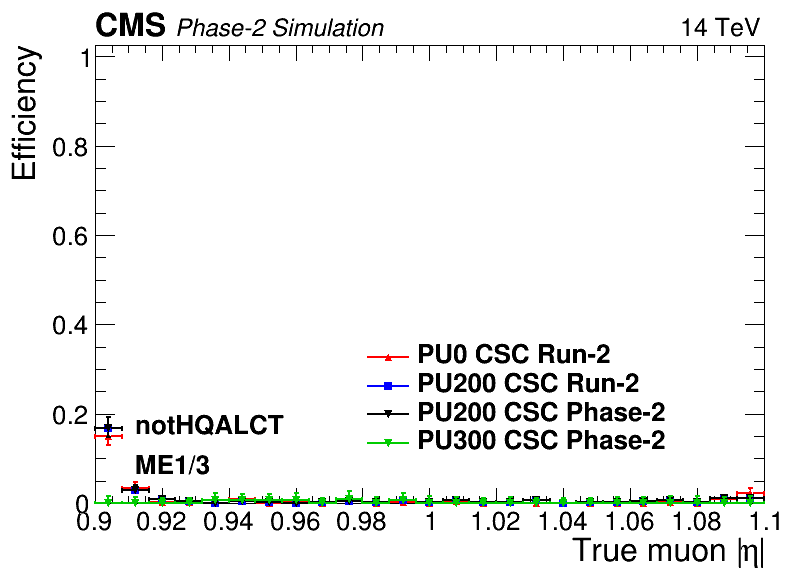 CMS Phase-2 Simulation 14 TeV
Efficiency
1
0.8
0.6
0.4
0.2
0
PU0 CSC Run-2
PU200 CSC Run-2
PU200 CSC Phase-2
PU300 CSC Phase-2
notHQALCT
ME1/3
0.9 0.92 0.94 0.96 0.98 1 1.02 1.04 1.06 1.08 1.1
True muon |η|